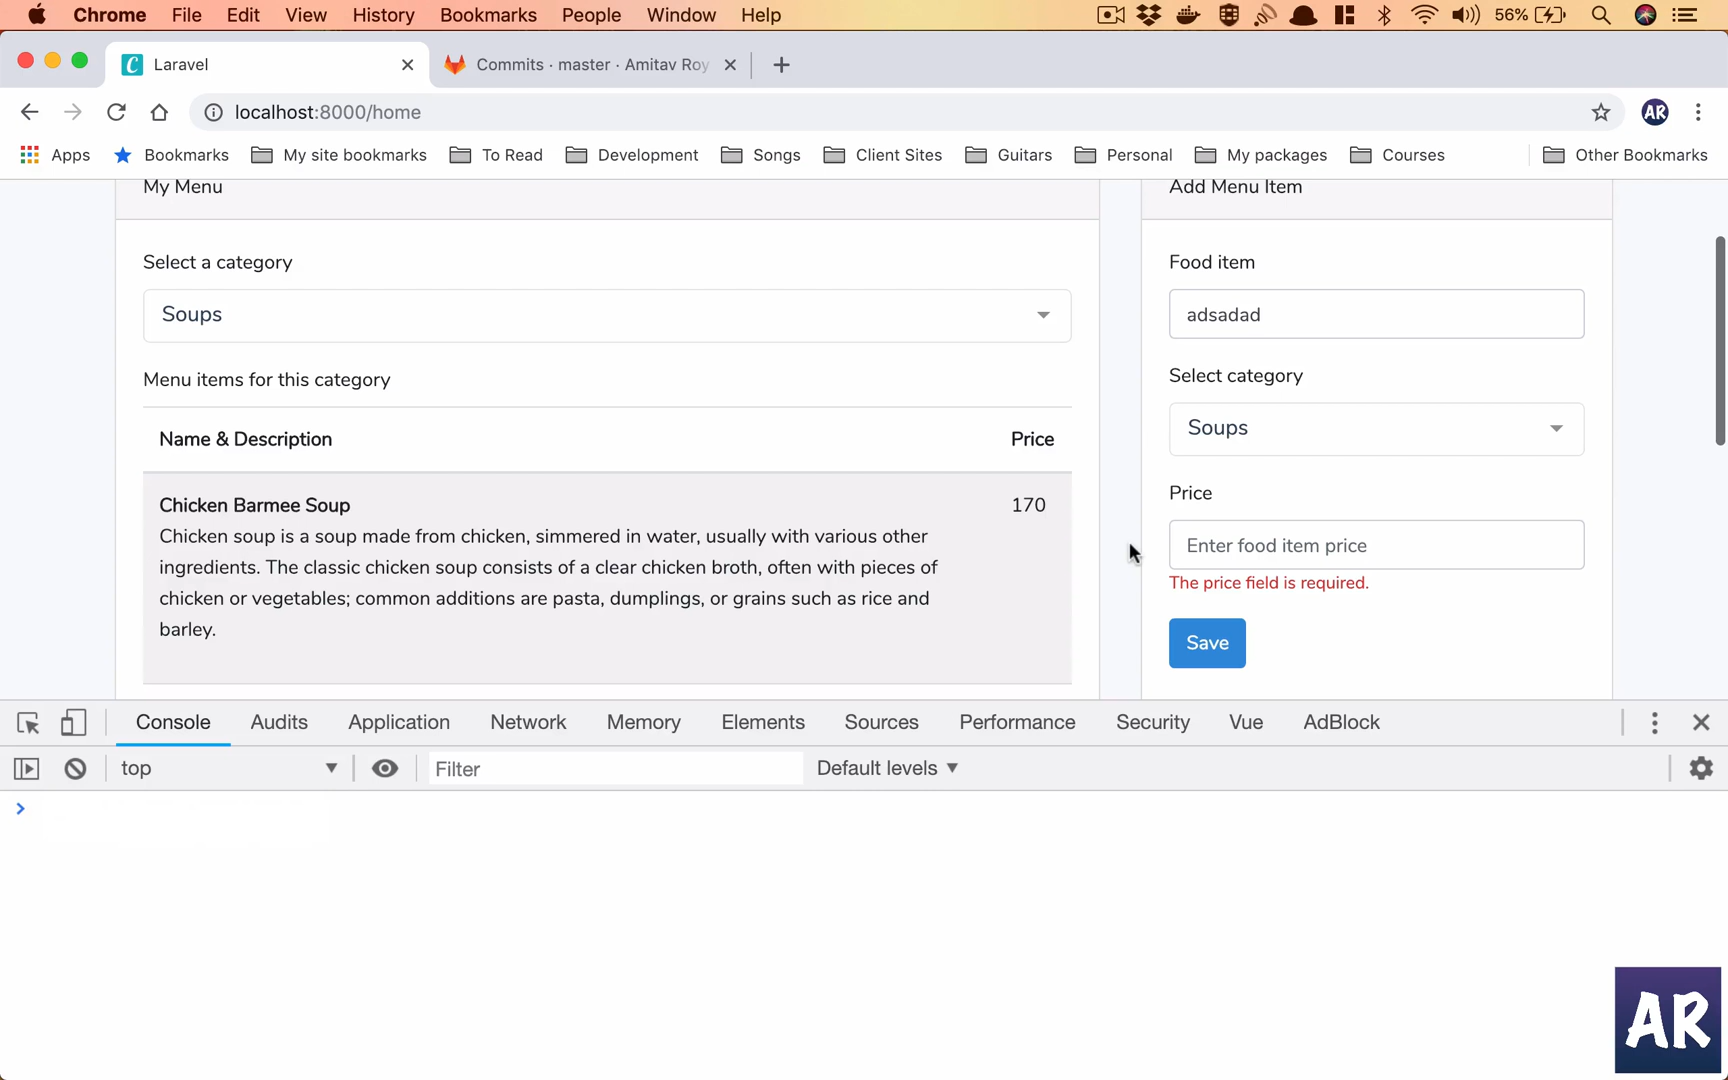 Chrome File Edit View History Bookmarks People Window Help 56%
Laravel Commits · master · Amitav Roy
localhost:8000/home AR
Apps Bookmarks My site bookmarks To Read Development Songs Client Sites Guitars Personal My packages Courses Other Bookmarks
My Menu
Select a category
Soups
Menu items for this category
Name & Description Price
Chicken Barmee Soup 170
Chicken soup is a soup made from chicken, simmered in water, usually with various other
ingredients. The classic chicken soup consists of a clear chicken broth, often with pieces of
chicken or vegetables; common additions are pasta, dumplings, or grains such as rice and
barley.
Add Menu Item
Food item
adsadad
Select category
Soups
Price
Enter food item price
The price field is required.
Save
Console Audits Application Network Memory Elements Sources Performance Security Vue AdBlock
top Filter Default levels
AR